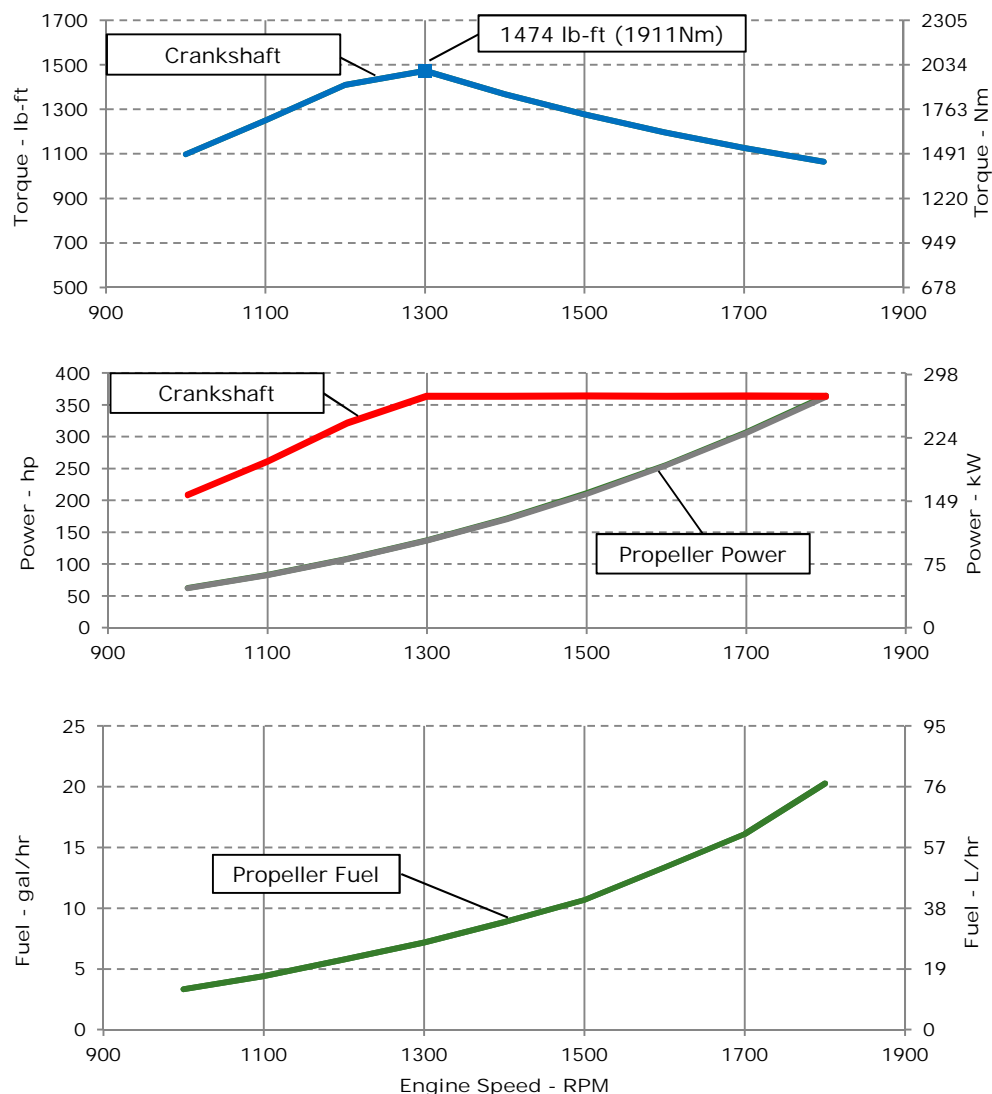 1700 2305
1474 lb-ft (1911Nm)
Crankshaft
1500 2034
1300 1763
1100 1491
900 1220
700 949
500 678
Torque - lb-ft
Torque - Nm
900 1100 1300 1500 1700 1900
400 298
Crankshaft
350
300 224
250
200 149
150
Propeller Power
100 75
50
0 0
Power - hp
Power - kW
900 1100 1300 1500 1700 1900
25 95
20 76
15 57
Propeller Fuel
10 38
5 19
0 0
Fuel - gal/hr
Fuel - L/hr
900 1100 1300 1500 1700 1900
Engine Speed - RPM